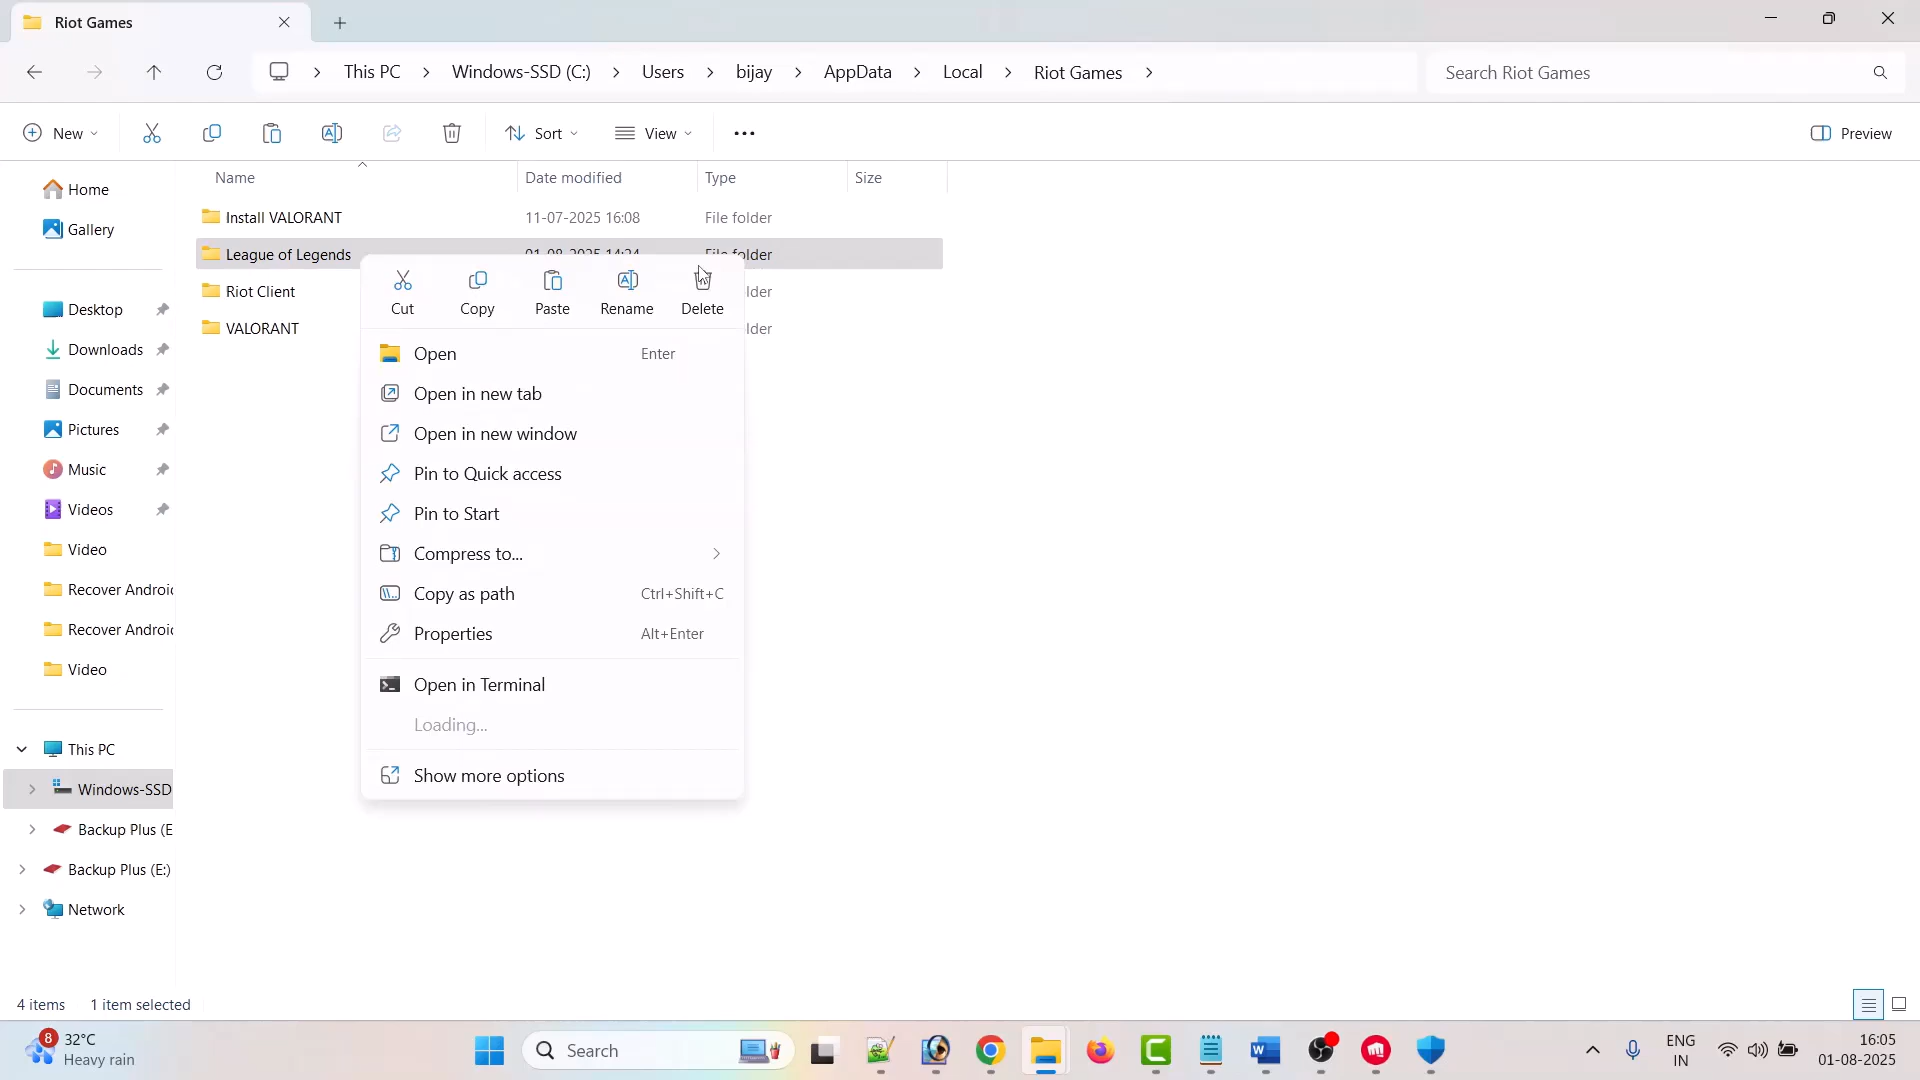 Riot Games
This PC
Windows-SSD (C:)
Users
bijay
AppData
Local
Riot Games
Search Riot Games
New
Sort
View
Preview
Name
Date modified
Type
Size
Home
Gallery
Desktop
Downloads
Documents
Pictures
Music
Videos
Video
Recover Androi
Recover Androi
Video
This PC
Windows-SSD
Backup Plus (E
Backup Plus (E:)
Network
Install VALORANT 11-07-2025 16:08 File folder
League of Legends 01-08-2025 14:24 File folder
Riot Client lder
VALORANT lder
Cut
Copy
Paste
Rename
Delete
Open Enter
Open in new tab
Open in new window
Pin to Quick access
Pin to Start
Compress to...
Copy as path Ctrl+Shift+C
Properties Alt+Enter
Open in Terminal
Loading...
Show more options
4 items 1 item selected
8
32°C
Heavy rain
Search
W
ENG
IN
16:05
01-08-2025